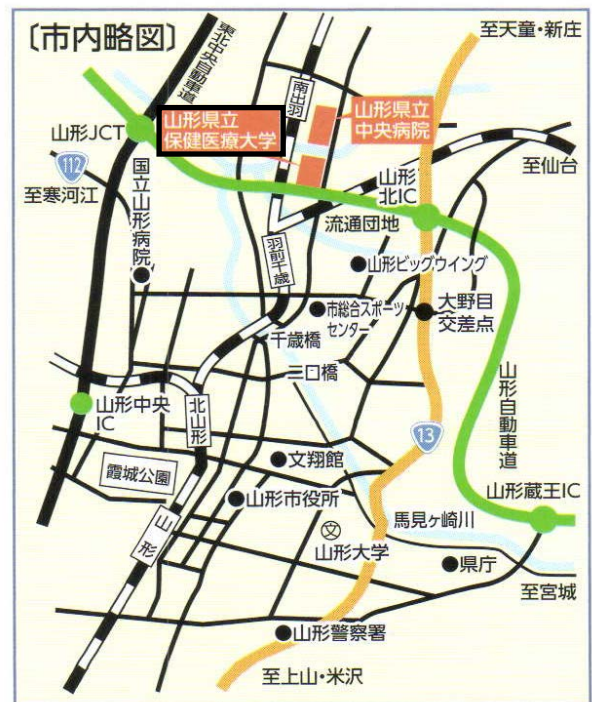 〔市内略図〕
東北中央自動車道
至天童・新庄
南出羽
山形県立
保健医療大学
山形県立
中央病院
山形JCT
112
至寒河江
国立山形病院
至仙台
山形
北IC
流通団地
羽前千歳
山形ビッグウイング
市総合スポーツ
センター
大野目
交差点
千歳橋
三口橋
山形自動車道
山形中央
IC
北山形
13
霞城公園
文翔館
山形蔵王IC
山形市役所
馬見ヶ崎川
文
山形大学
山形
県庁
至宮城
山形警察署
至上山・米沢